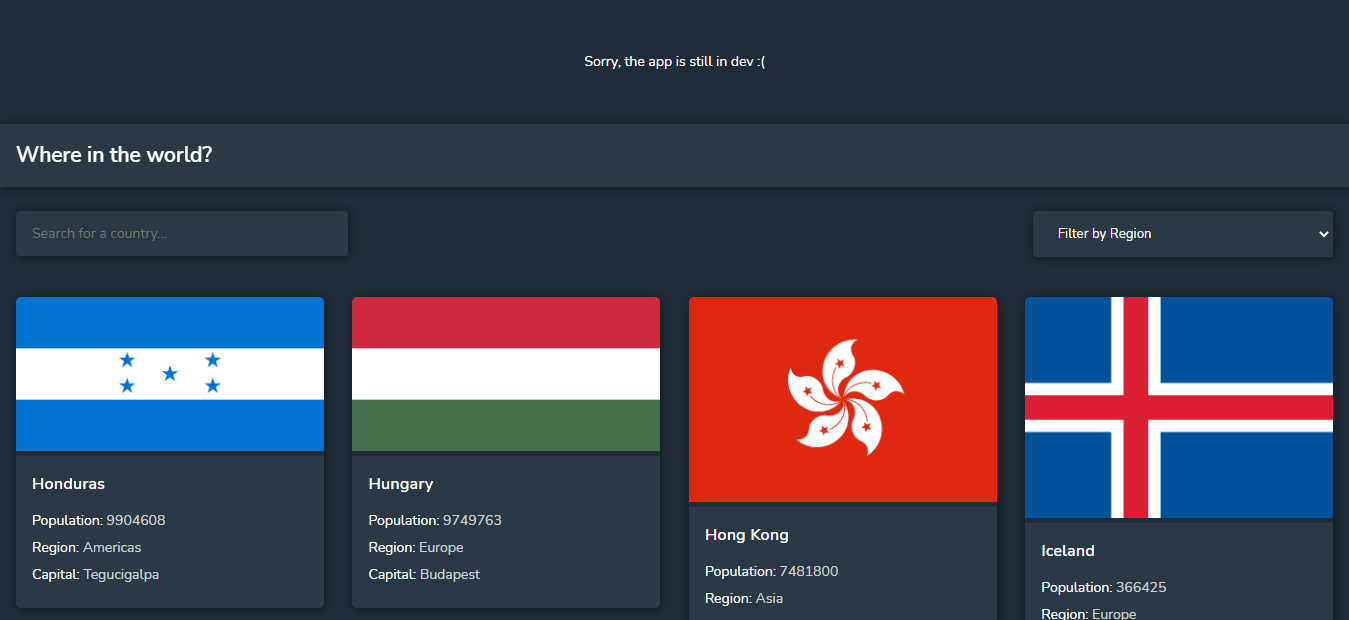 Sorry, the app is still in dev :(
Where in the world?
Search for a country...
Filter by Region
Honduras
Population: 9904608
Region: Americas
Capital: Tegucigalpa
Hungary
Population: 9749763
Region: Europe
Capital: Budapest
Hong Kong
Population: 7481800
Region: Asia
Iceland
Population: 366425
Region: Europe